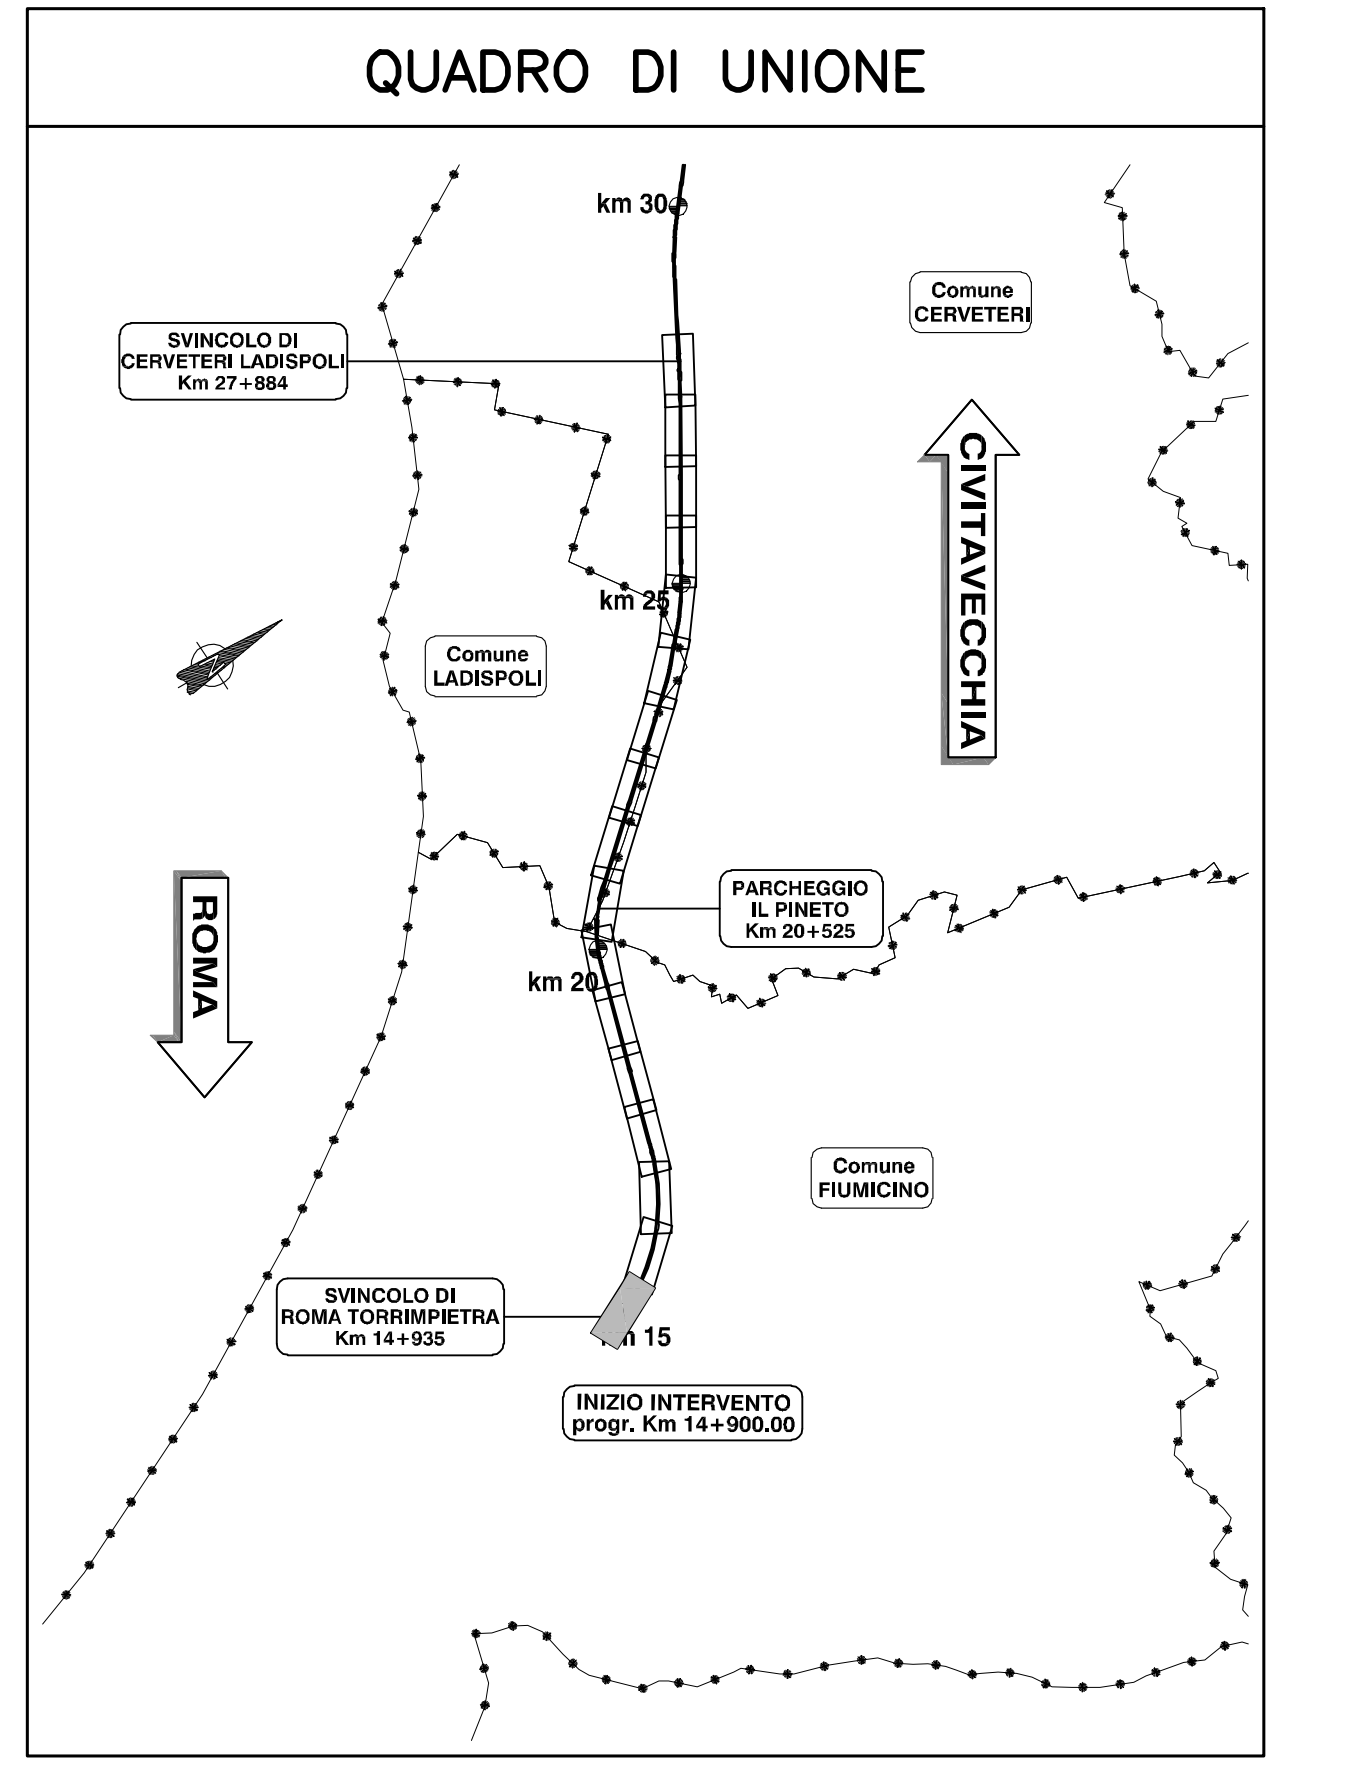 QUADRO DI UNIONE
km 30
Comune
CERVETERI
SVINCOLO DI
CERVETERI LADISPOLI
Km 27+884
CIVITAVECCHIA
km 25
Comune
LADISPOLI
PARCHEGGIO
IL PINETO
Km 20+525
ROMA
km 20
Comune
FIUMICINO
SVINCOLO DI
ROMA TORRIMPIETRA
Km 14+935
15
INIZIO INTERVENTO
progr. Km 14+900.00